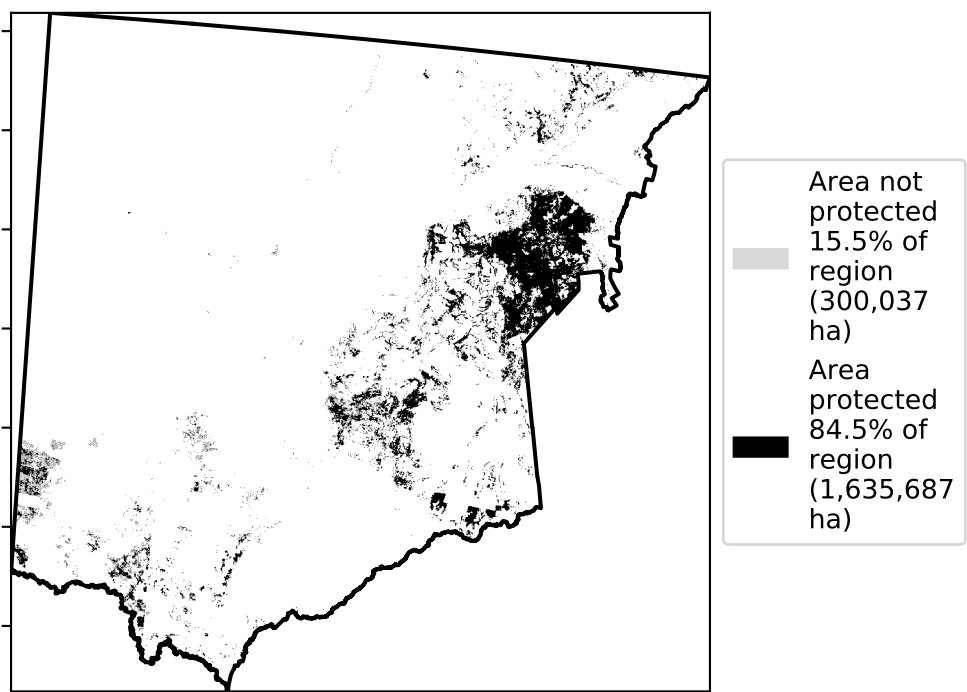 Area not
protected
15.5% of
region
(300,037
ha)
Area
protected
84.5% of
region
(1,635,687
ha)